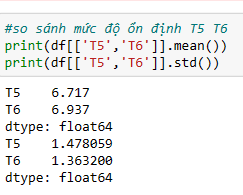 #so sánh mức độ ổn định T5 T6
print(df[['T5','T6']].mean())
print(df[['T5','T6']].std())
T5    6.717
T6    6.937
dtype: float64
T5    1.478059
T6    1.363200
dtype: float64